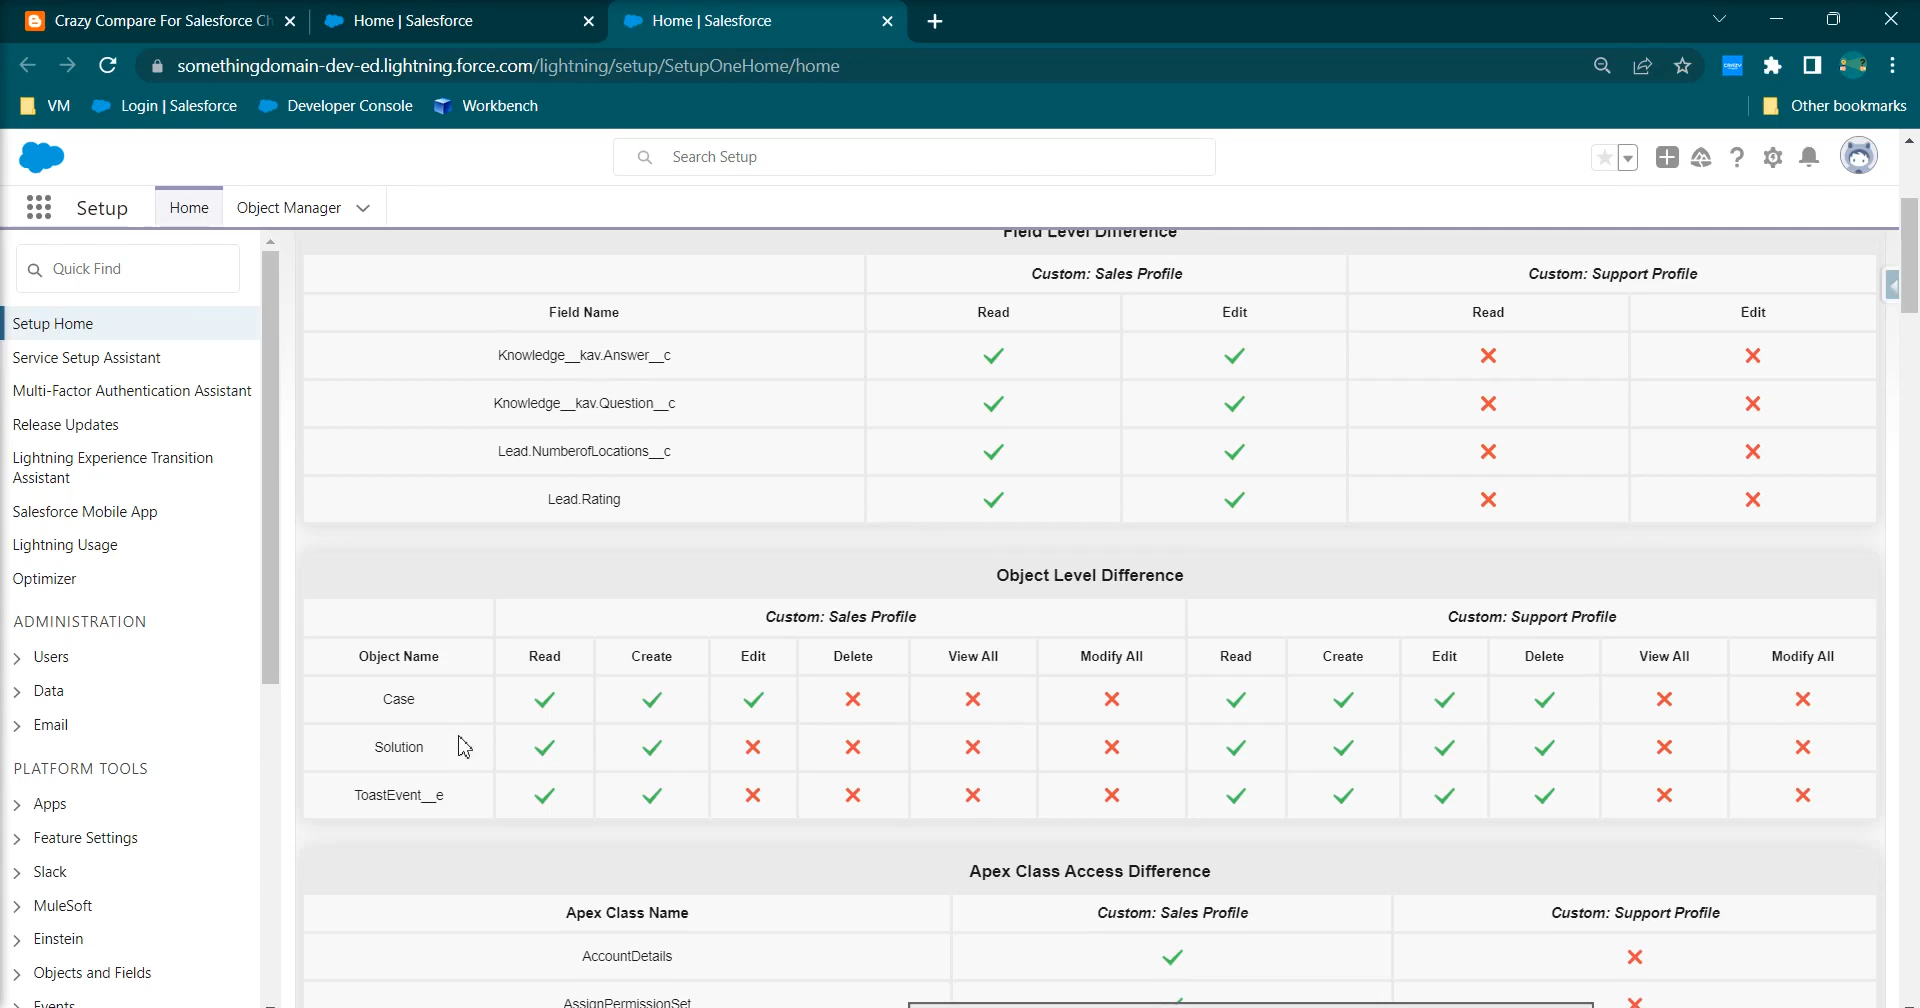 Crazy Compare For Salesforce Ch
Home | Salesforce
Home | Salesforce
somethingdomain-dev-ed.lightning.force.com/lightning/setup/SetupOneHome/home
VM
Login | Salesforce
Developer Console
Workbench
Other bookmarks
Search Setup
Setup
Home
Object Manager
Quick Find
Setup Home
Service Setup Assistant
Multi-Factor Authentication Assistant
Release Updates
Lightning Experience Transition
Assistant
Salesforce Mobile App
Lightning Usage
Optimizer
ADMINISTRATION
Users
Data
Email
PLATFORM TOOLS
Apps
Feature Settings
Slack
MuleSoft
Einstein
Objects and Fields
Events
Field Level Difference
Custom: Sales Profile Custom: Support Profile
Field Name Read Edit Read Edit
Knowledge__kav.Answer__c
Knowledge__kav.Question__c
Lead.NumberofLocations__c
Lead.Rating
Object Level Difference
Custom: Sales Profile Custom: Support Profile
Object Name Read Create Edit Delete View All Modify All Read Create Edit Delete View All Modify All
Case
Solution
ToastEvent__e
Apex Class Access Difference
Apex Class Name Custom: Sales Profile Custom: Support Profile
AccountDetails
AssignPermissionSet